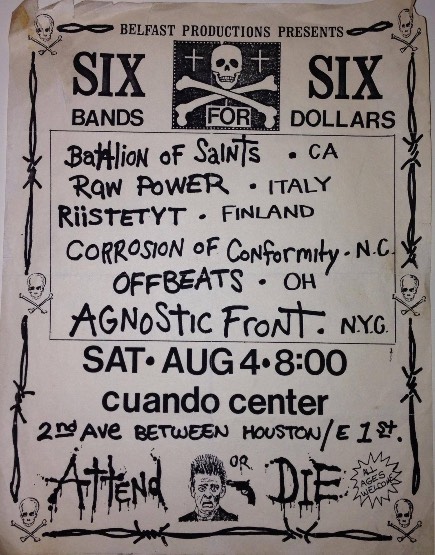 BELFAST PRODUCTIONS PRESENTS
SIX BANDS FOR SIX DOLLARS
Battlion of Saints • CA
Raw Power • ITALY
Riistetyt • FINLAND
CORROSION OF Conformity • N.C.
OFFBEATS • OH
AGNOSTIC FRONT • N.Y.C.
SAT• AUG 4•8:00
cuando center
2nd AVE BETWEEN HOUSTON/E 1st.
Attend OR DIE
ALL AGES WELCOME